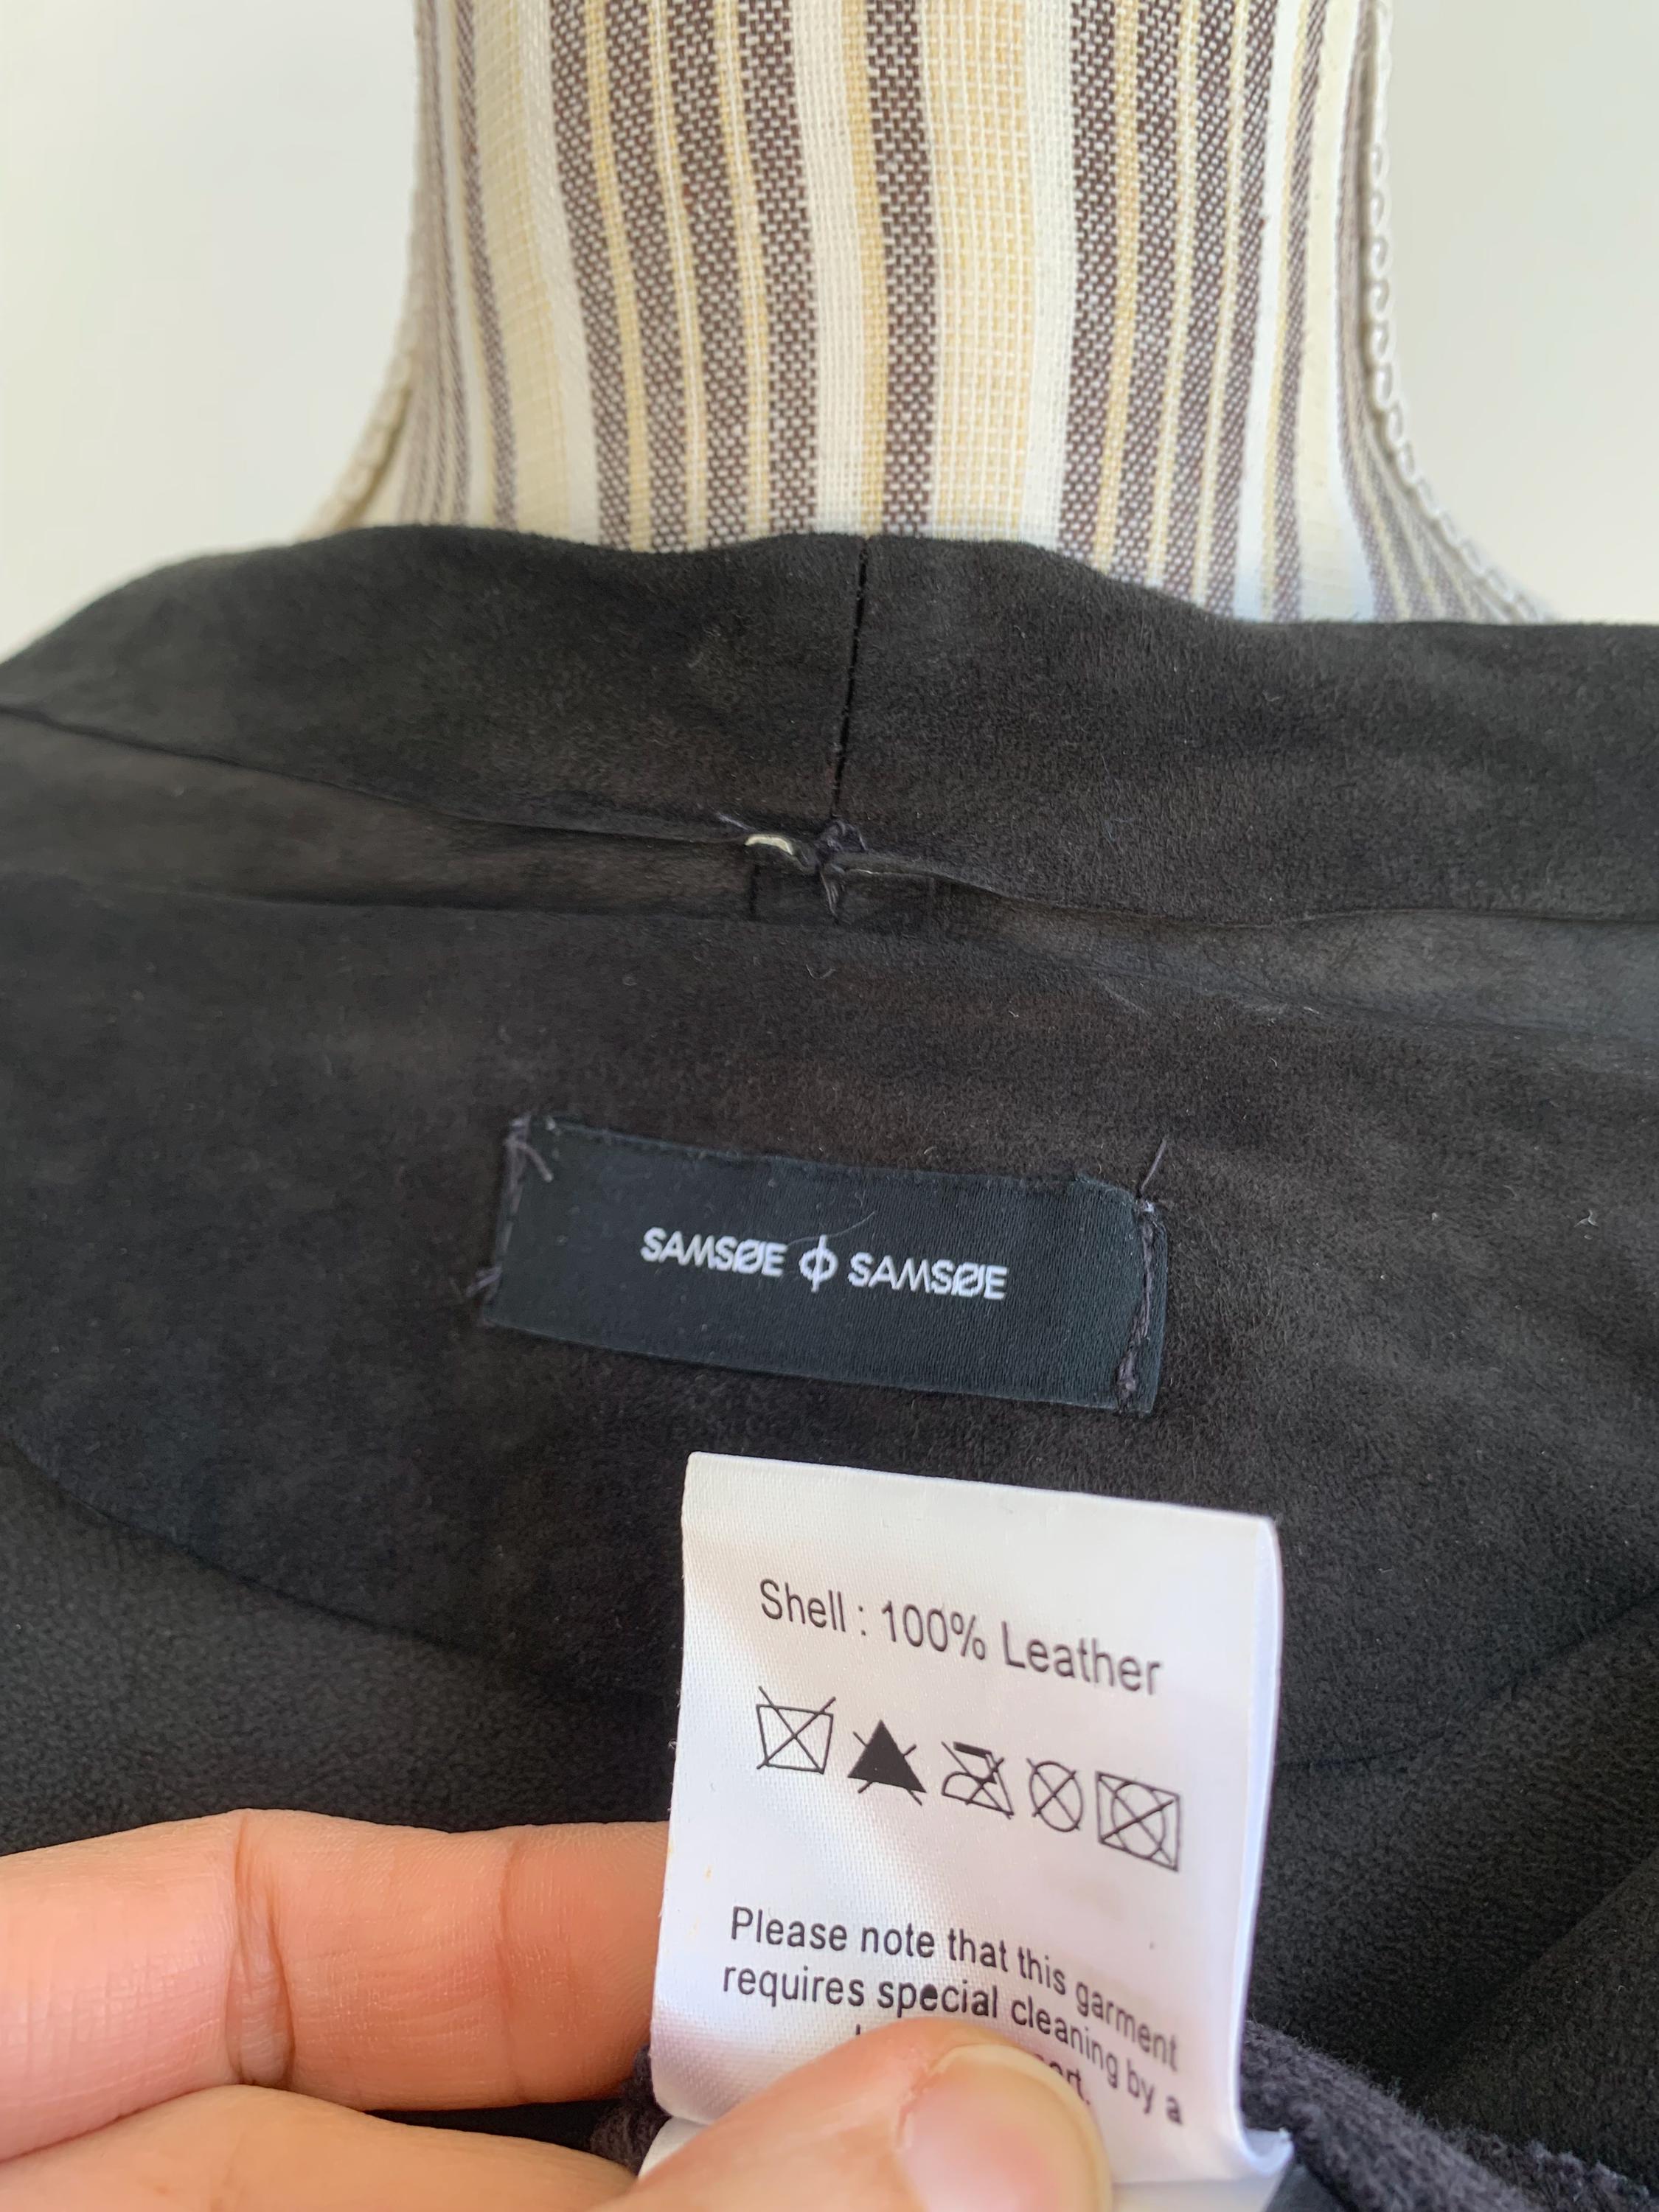 SAMSØE ϕ SAMSØE
Shell : 100% Leather
Please note that this garment
requires special cleaning by a